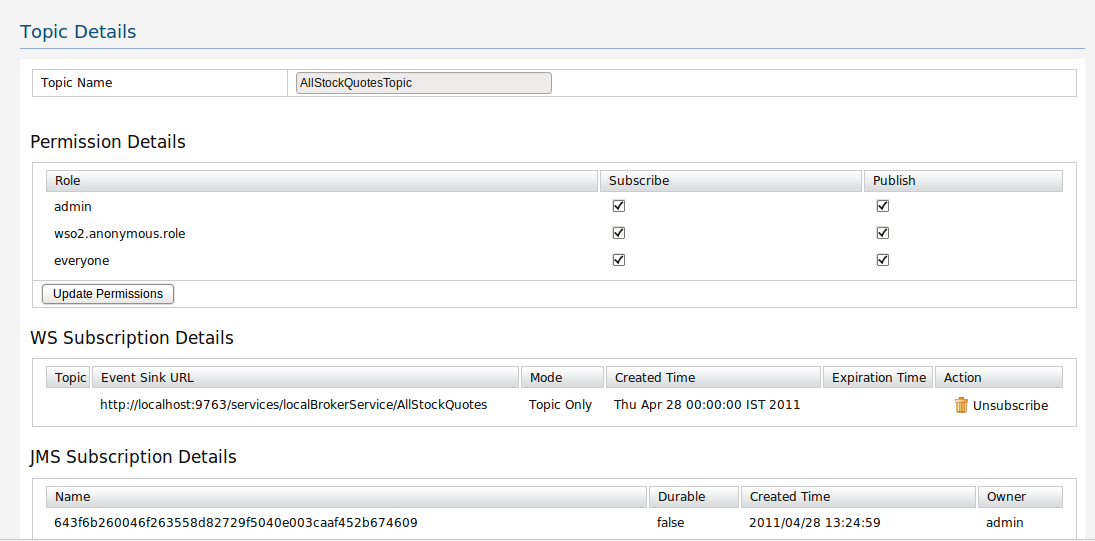 Topic Details
Topic Name AllStockQuotesTopic
Permission Details
Role Subscribe Publish
admin
wso2.anonymous.role
everyone
Update Permissions
WS Subscription Details
Topic Event Sink URL Mode Created Time Expiration Time Action
http://localhost:9763/services/localBrokerService/AllStockQuotes Topic Only Thu Apr 28 00:00:00 IST 2011 Unsubscribe
JMS Subscription Details
Name Durable Created Time Owner
643f6b260046f263558d82729f5040e003caaf452b674609 false 2011/04/28 13:24:59 admin